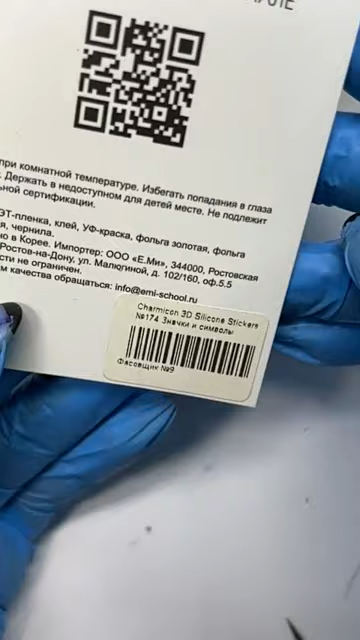 при комнатной температуре. Избегать попадания в глаза
. Держать в недоступном для детей месте. Не подлежит
ьной сертификации.
ЭТ-пленка, клей, УФ-краска, фольга золотая, фольга
я, чернила.
но в Корее. Импортер: ООО «Е.Ми», 344000, Ростовская
Ростов-на-Дону, ул. Малюгиной, д. 102/160, оф.5.5
сти не ограничен.
м качества обращаться: info@emi-school.ru
Charmicon 3D Silicone Stickers
№174 Значки и символы
Фасовщик №9